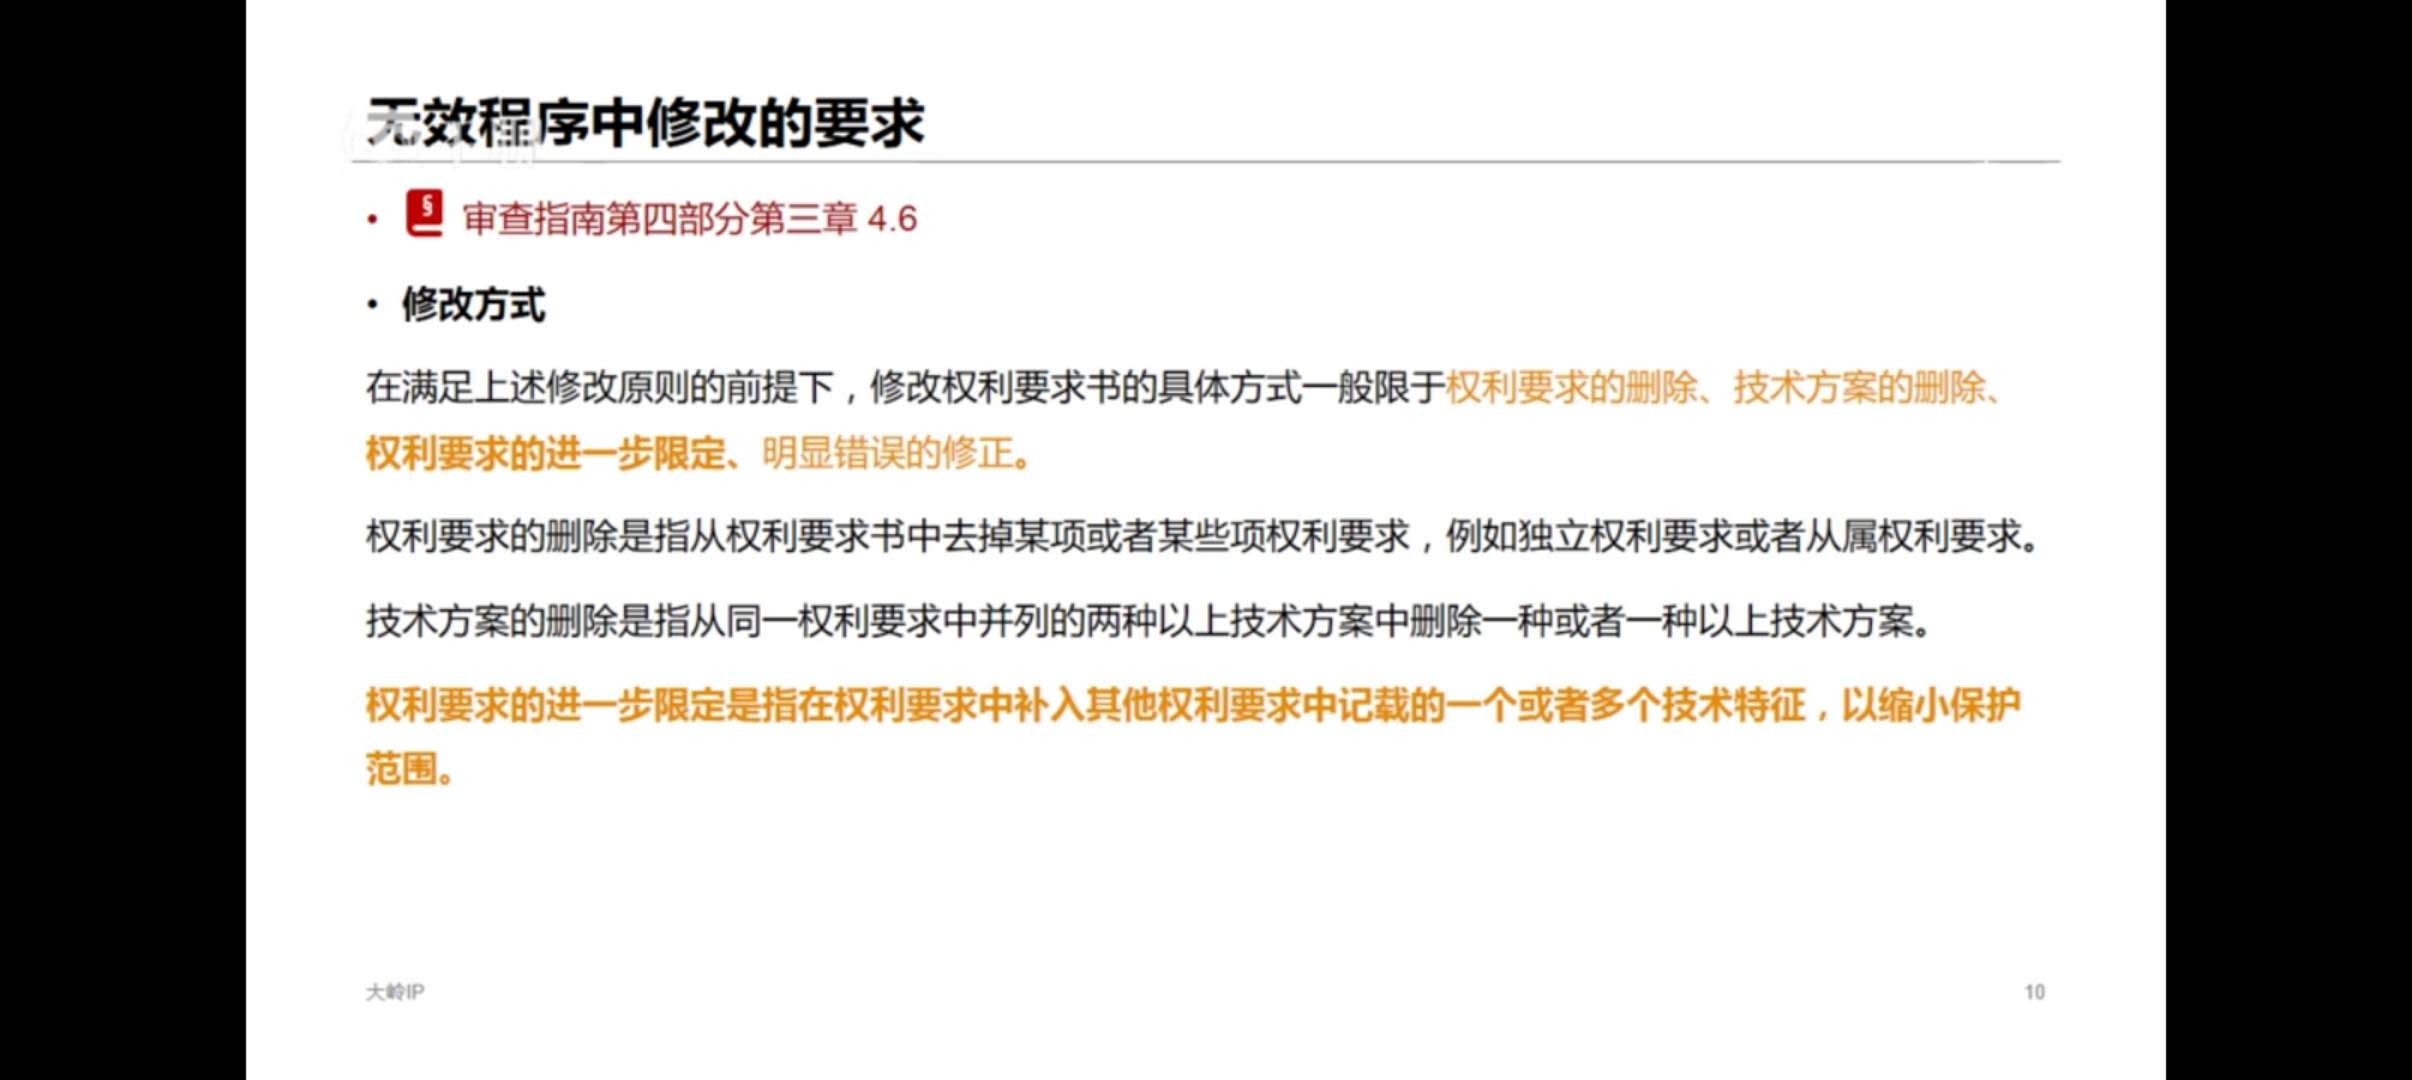 无效程序中修改的要求
• § 审查指南第四部分第三章 4.6
• 修改方式
在满足上述修改原则的前提下，修改权利要求书的具体方式一般限于权利要求的删除、技术方案的删除、
权利要求的进一步限定、明显错误的修正。
权利要求的删除是指从权利要求书中去掉某项或者某些项权利要求，例如独立权利要求或者从属权利要求。
技术方案的删除是指从同一权利要求中并列的两种以上技术方案中删除一种或者一种以上技术方案。
权利要求的进一步限定是指在权利要求中补入其他权利要求中记载的一个或者多个技术特征，以缩小保护
范围。
大岭IP
10